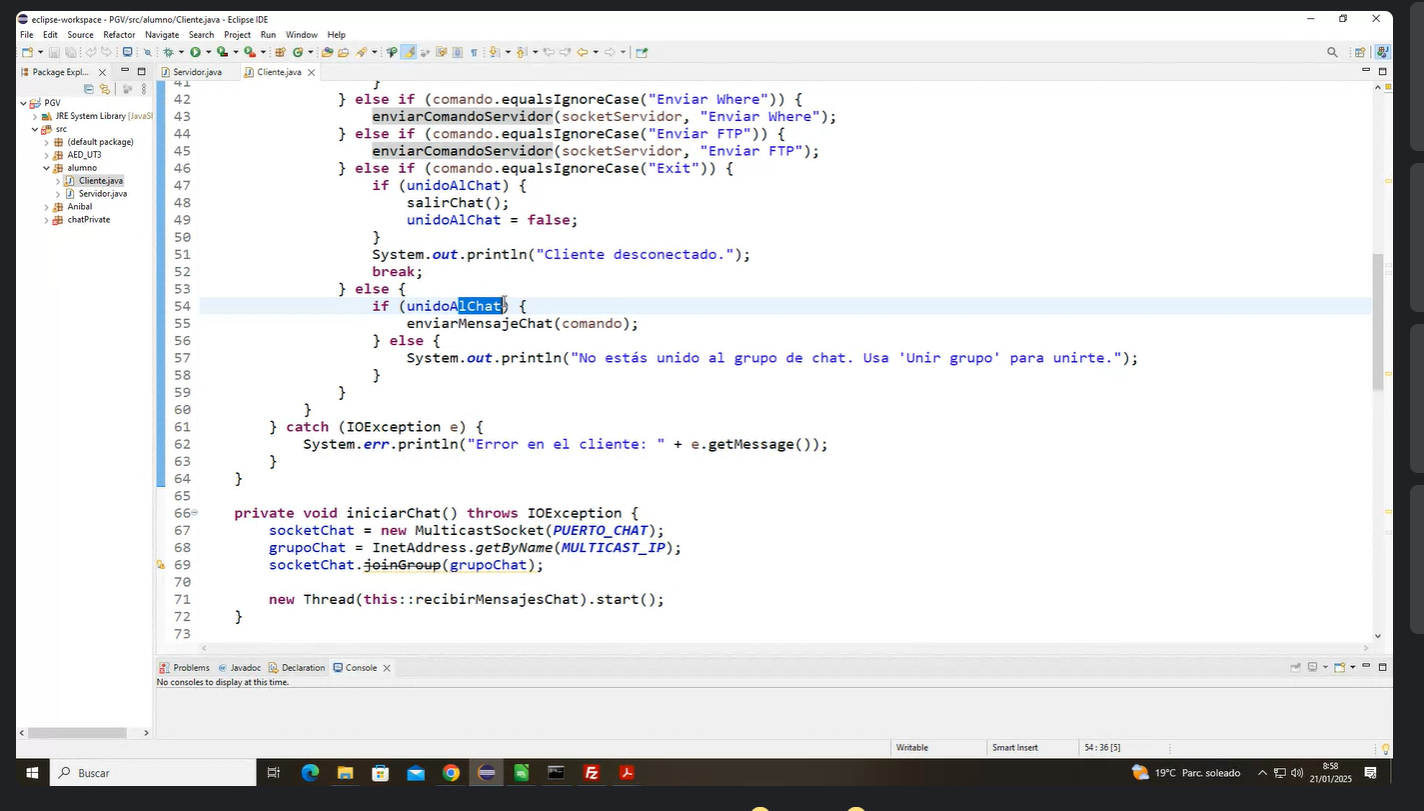 eclipse-workspace - PGV/src/alumno/Cliente.java - Eclipse IDE
File Edit Source Refactor Navigate Search Project Run Window Help
Package Expl...
Servidor.java
Cliente.java
PGV
JRE System Library [JavaS
src
(default package)
AED_UT3
alumno
Cliente.java
Servidor.java
Anibal
chatPrivate
41 }
42 } else if (comando.equalsIgnoreCase("Enviar Where")) {
43 enviarComandoServidor(socketServidor, "Enviar Where");
44 } else if (comando.equalsIgnoreCase("Enviar FTP")) {
45 enviarComandoServidor(socketServidor, "Enviar FTP");
46 } else if (comando.equalsIgnoreCase("Exit")) {
47 if (unidoAlChat) {
48 salirChat();
49 unidoAlChat = false;
50 }
51 System.out.println("Cliente desconectado.");
52 break;
53 } else {
54 if (unidoAlChat) {
55 enviarMensajeChat(comando);
56 } else {
57 System.out.println("No estás unido al grupo de chat. Usa 'Unir grupo' para unirte.");
58 }
59 }
60 }
61 } catch (IOException e) {
62 System.err.println("Error en el cliente: " + e.getMessage());
63 }
64 }
65
66 private void iniciarChat() throws IOException {
67 socketChat = new MulticastSocket(PUERTO_CHAT);
68 grupoChat = InetAddress.getByName(MULTICAST_IP);
69 socketChat.joinGroup(grupoChat);
70
71 new Thread(this::recibirMensajesChat).start();
72 }
73
Problems Javadoc Declaration Console
No consoles to display at this time.
Writable Smart Insert 54 : 36 [5]
Buscar
19°C Parc. soleado
8:58
21/01/2025